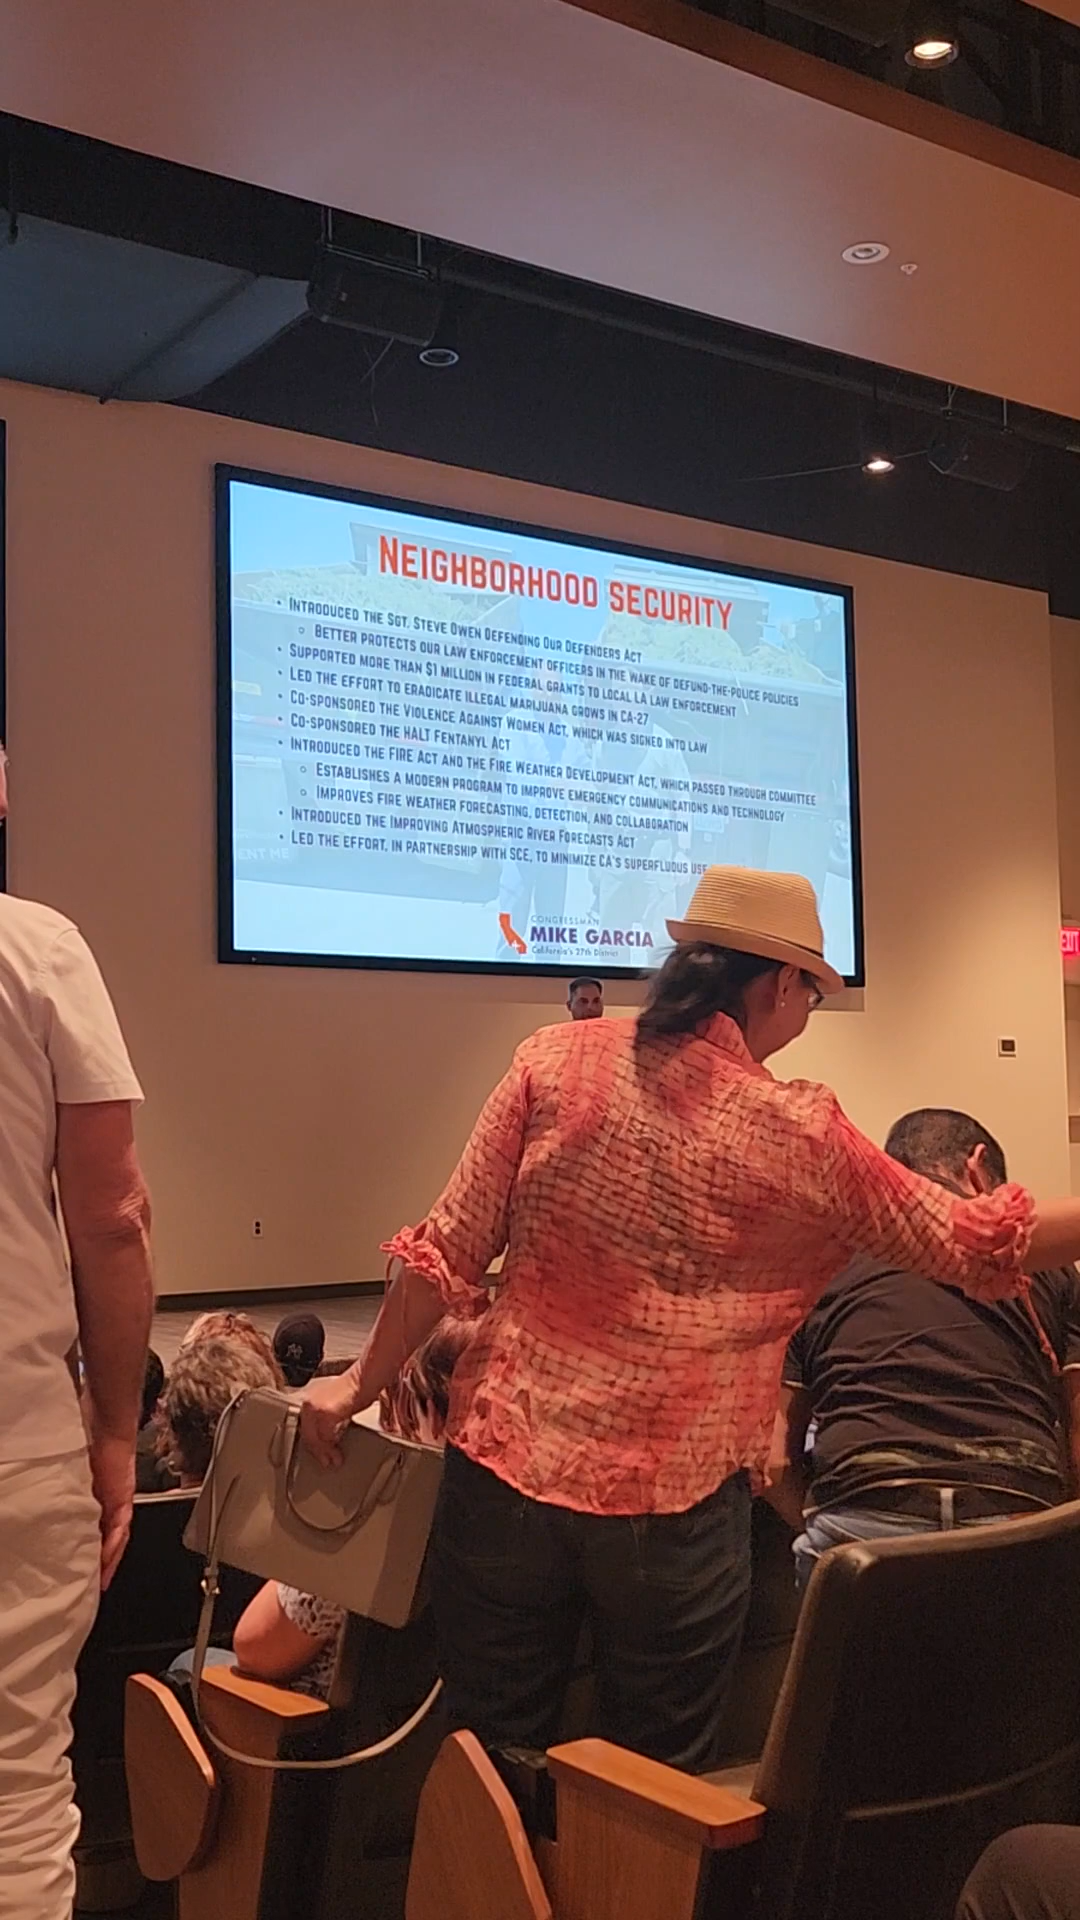 Neighborhood security
• Introduced the Sgt. Steve Owen Defending Our Defenders Act
○ Better protects our law enforcement officers in the wake of defund-the-police policies
• Supported more than $1 million in federal grants to local LA law enforcement
• Led the effort to eradicate illegal marijuana grows in CA-27
• Co-sponsored the Violence Against Women Act, which was signed into law
• Co-sponsored the HALT Fentanyl Act
• Introduced the FIRE Act and the Fire Weather Development Act, which passed through committee
○ Establishes a modern program to improve emergency communications and technology
○ Improves fire weather forecasting, detection, and collaboration
• Introduced the Improving Atmospheric River Forecasts Act
• Led the effort, in partnership with SCE, to minimize CA's superfluous use
ENT ME
CONGRESSMAN
MIKE GARCIA
California's 27th District
EXIT